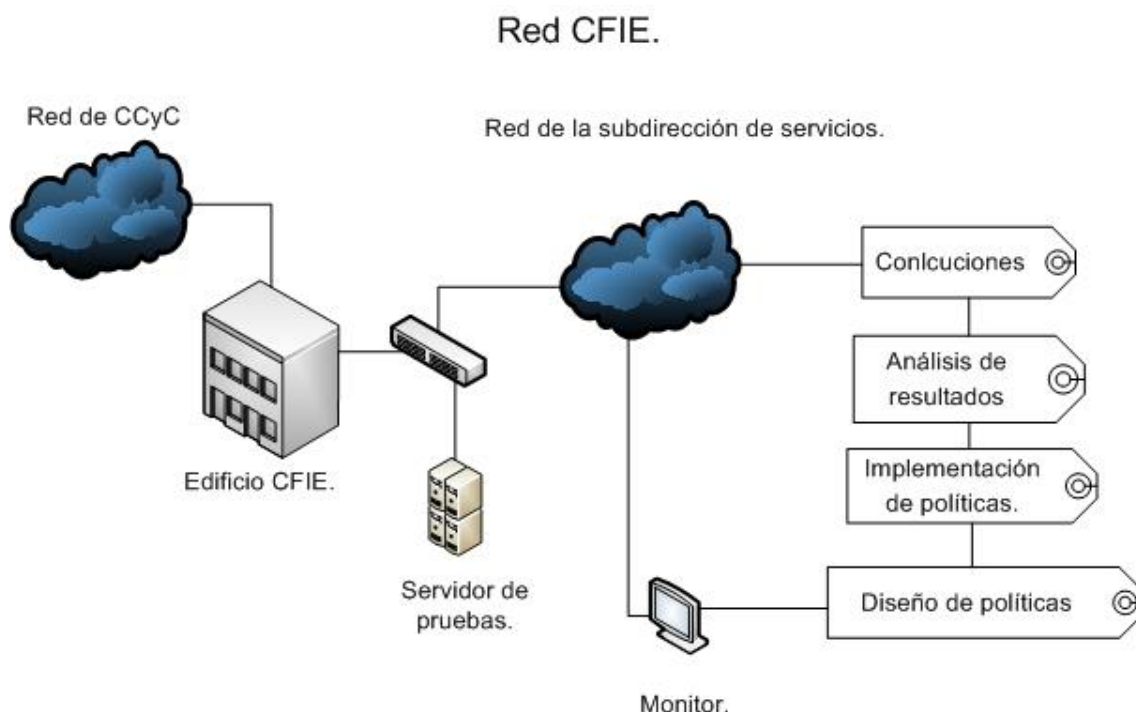 Red CFIE.
Red de CCyC
Red de la subdirección de servicios.
Conlcuciones
Análisis de
resultados
Implementación
de políticas.
Edificio CFIE.
Servidor de
pruebas.
Diseño de políticas
Monitor.